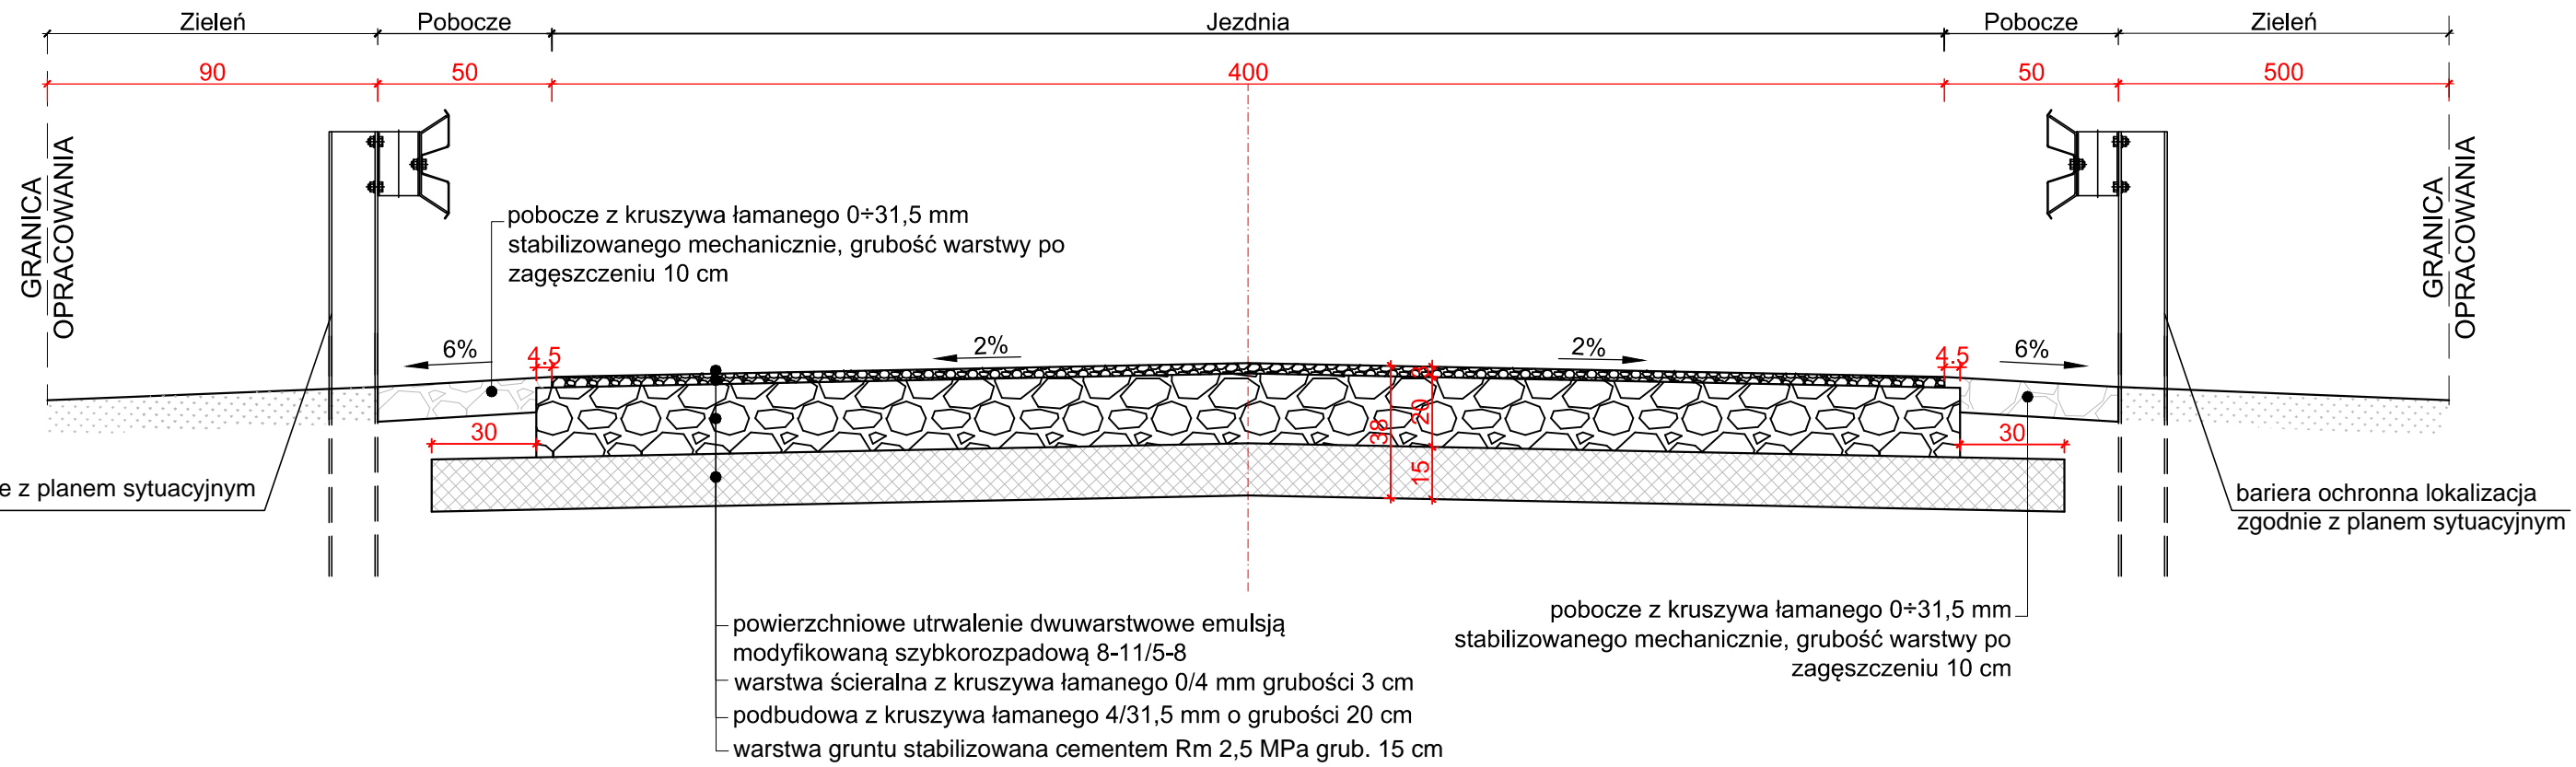 Zieleń Pobocze Jezdnia Pobocze Zieleń
90 50 400 50 500
GRANICA
OPRACOWANIA
GRANICA
OPRACOWANIA
pobocze z kruszywa łamanego 0÷31,5 mm
stabilizowanego mechanicznie, grubość warstwy po
zagęszczeniu 10 cm
6% 4.5 2% 2% 4.5 6%
3
20
38
15
30 30
e z planem sytuacyjnym
bariera ochronna lokalizacja
zgodnie z planem sytuacyjnym
powierzchniowe utrwalenie dwuwarstwowe emulsją
modyfikowaną szybkorozpadową 8-11/5-8
warstwa ścieralna z kruszywa łamanego 0/4 mm grubości 3 cm
podbudowa z kruszywa łamanego 4/31,5 mm o grubości 20 cm
warstwa gruntu stabilizowana cementem Rm 2,5 MPa grub. 15 cm
pobocze z kruszywa łamanego 0÷31,5 mm
stabilizowanego mechanicznie, grubość warstwy po
zagęszczeniu 10 cm